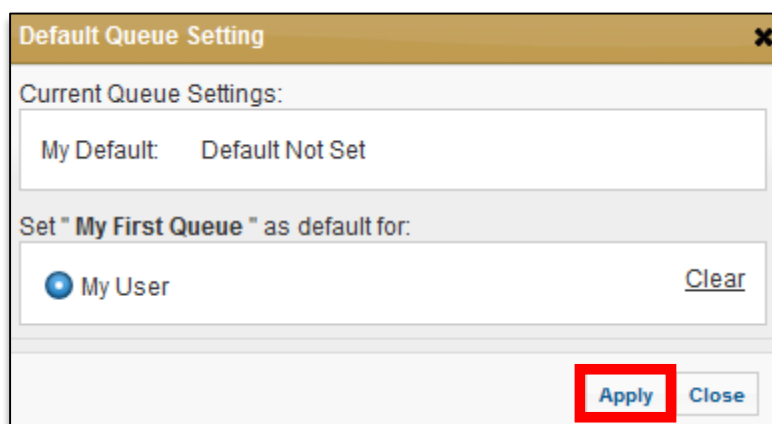 Default Queue Setting
Current Queue Settings:
My Default: Default Not Set
Set " My First Queue " as default for:
My User Clear
Apply Close